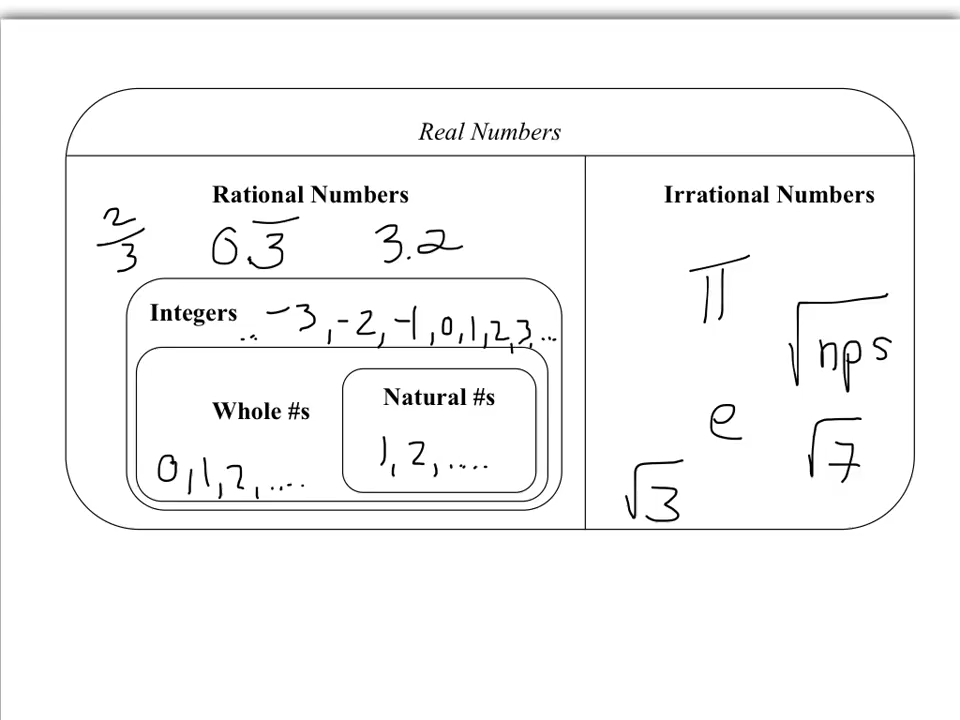 Real Numbers
Rational Numbers
2/3 0.3̅ 3.2
Integers ... -3, -2, -1, 0, 1, 2, 3, ...
Whole #s
0, 1, 2, ....
Natural #s
1, 2, ....
Irrational Numbers
π
√nps
e
√7
√3